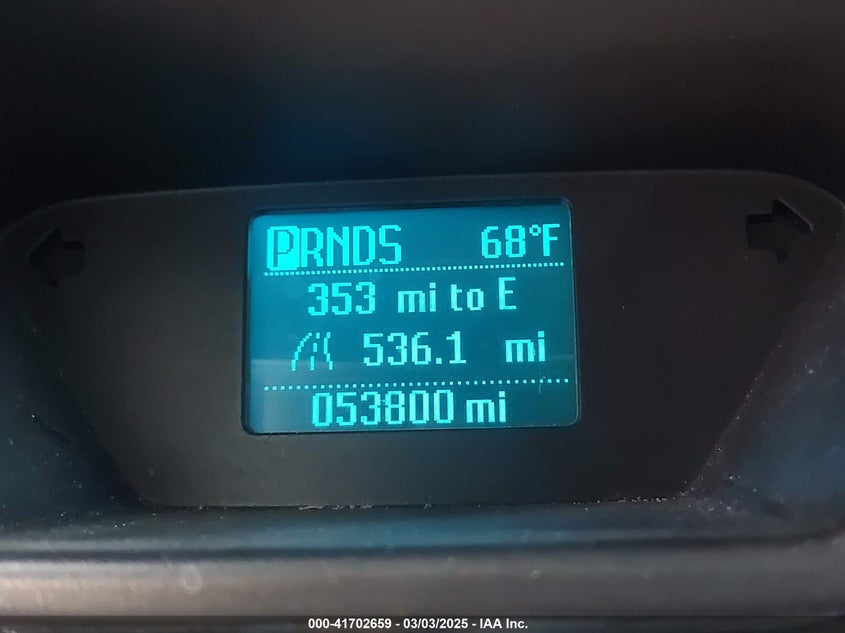 PRNDS 68°F
353 mi to E
536.1 mi
053800 mi
000-41702659 - 03/03/2025 - IAA Inc.